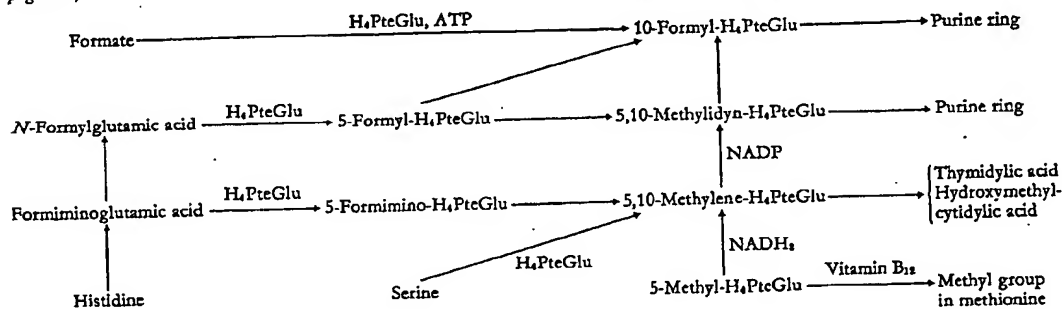 H₄PteGlu, ATP
Formate
10-Formyl-H₄PteGlu
Purine ring
N-Formylglutamic acid
H₄PteGlu
5-Formyl-H₄PteGlu
5,10-Methylidyn-H₄PteGlu
Purine ring
NADP
Formiminoglutamic acid
H₄PteGlu
5-Formimino-H₄PteGlu
5,10-Methylene-H₄PteGlu
Thymidylic acid
Hydroxymethyl-
cytidylic acid
H₄PteGlu
NADH₂
Histidine
Serine
5-Methyl-H₄PteGlu
Vitamin B₁₂
Methyl group
in methionine